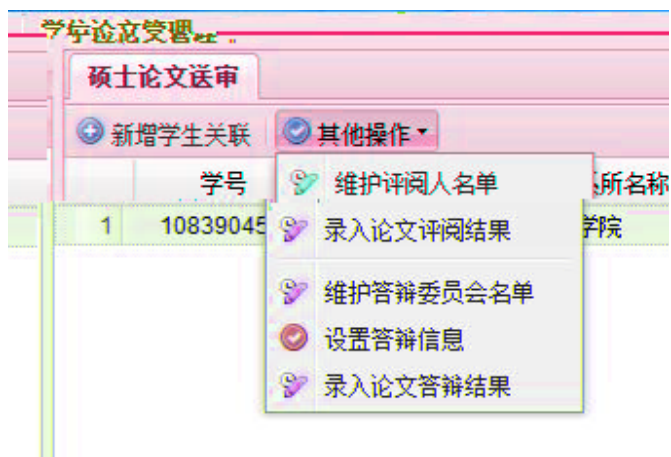 硕士论文送审
新增学生关联 其他操作
学号 所名称
维护评阅人名单
1 10839045 学院
录入论文评阅结果
维护答辩委员会名单
设置答辩信息
录入论文答辩结果